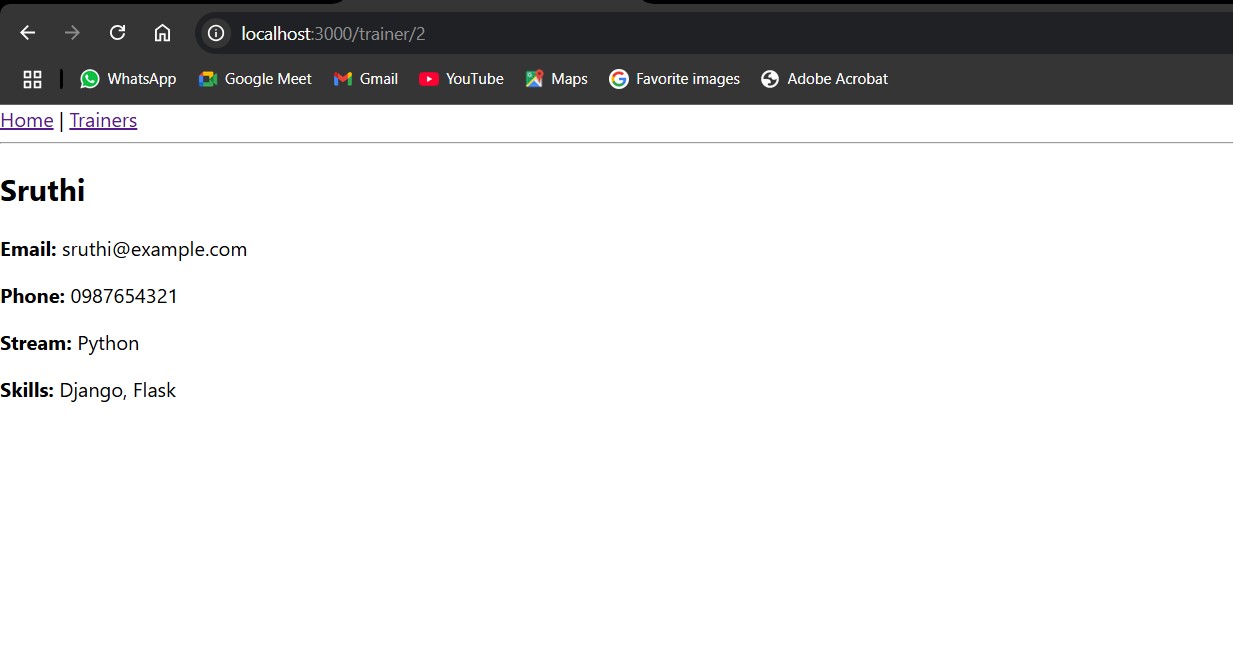 localhost:3000/trainer/2
WhatsApp Google Meet Gmail YouTube Maps Favorite images Adobe Acrobat
Home | Trainers
Sruthi
Email: sruthi@example.com
Phone: 0987654321
Stream: Python
Skills: Django, Flask